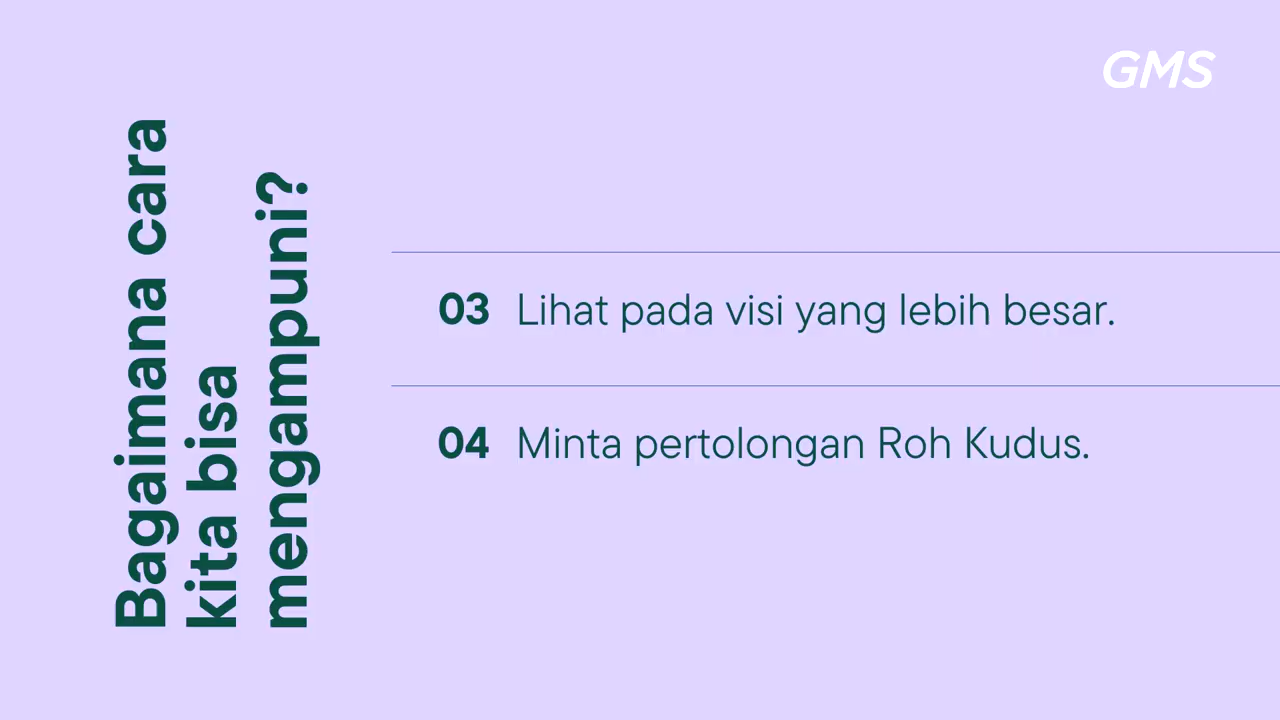 GMS
Bagaimana cara
kita bisa
mengampuni?
03 Lihat pada visi yang lebih besar.
04 Minta pertolongan Roh Kudus.